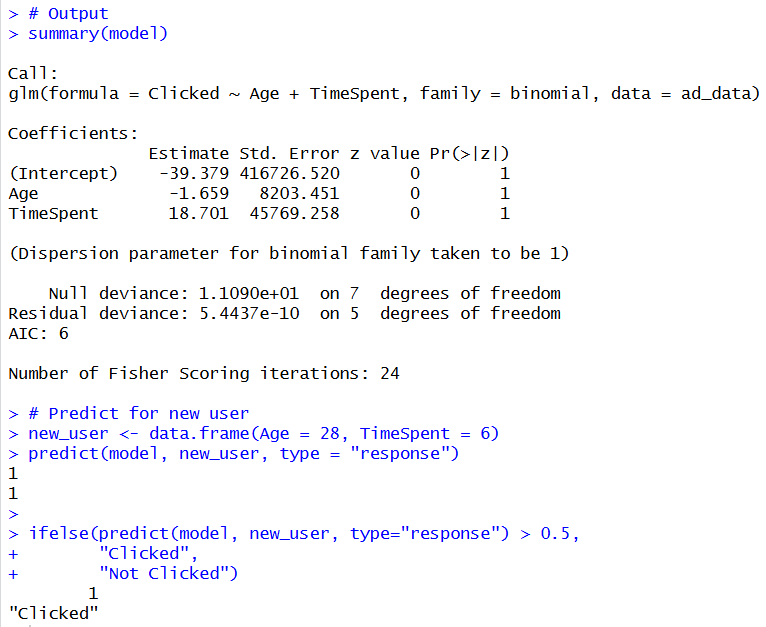 > # Output
> summary(model)

Call:
glm(formula = Clicked ~ Age + TimeSpent, family = binomial, data = ad_data)

Coefficients:
              Estimate Std. Error z value Pr(>|z|)
(Intercept)    -39.379 416726.520       0        1
Age             -1.659   8203.451       0        1
TimeSpent       18.701  45769.258       0        1

(Dispersion parameter for binomial family taken to be 1)

    Null deviance: 1.1090e+01  on 7  degrees of freedom
Residual deviance: 5.4437e-10  on 5  degrees of freedom
AIC: 6

Number of Fisher Scoring iterations: 24

> # Predict for new user
> new_user <- data.frame(Age = 28, TimeSpent = 6)
> predict(model, new_user, type = "response")
1
1
>
> ifelse(predict(model, new_user, type="response") > 0.5,
+        "Clicked",
+        "Not Clicked")
        1
"Clicked"